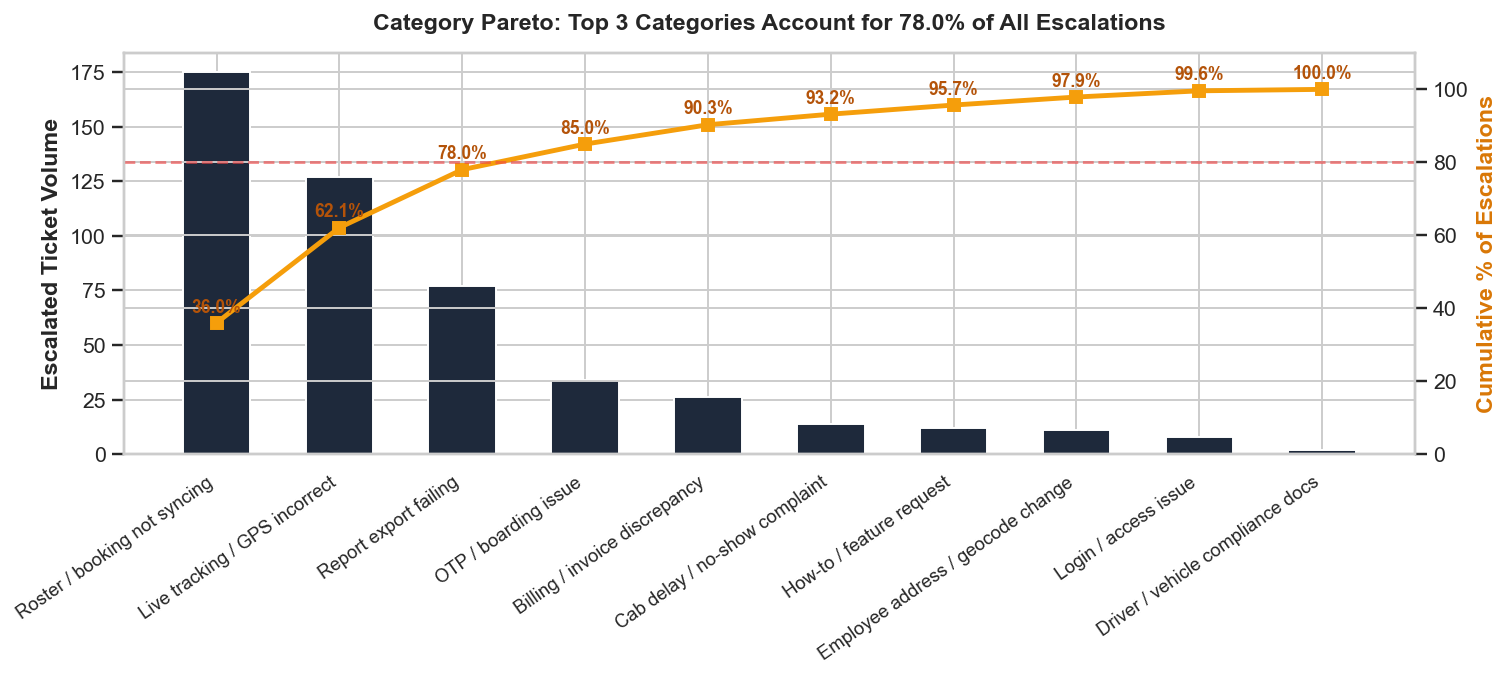 Category Pareto: Top 3 Categories Account for 78.0% of All Escalations
Escalated Ticket Volume
175
150
125
100
75
50
25
0
36.0%
62.1%
78.0%
85.0%
90.3%
93.2%
95.7%
97.9%
99.6%
100.0%
100
80
60
40
20
0
Cumulative % of Escalations
Roster / booking not syncing
Live tracking / GPS incorrect
Report export failing
OTP / boarding issue
Billing / invoice discrepancy
Cab delay / no-show complaint
How-to / feature request
Employee address / geocode change
Login / access issue
Driver / vehicle compliance docs